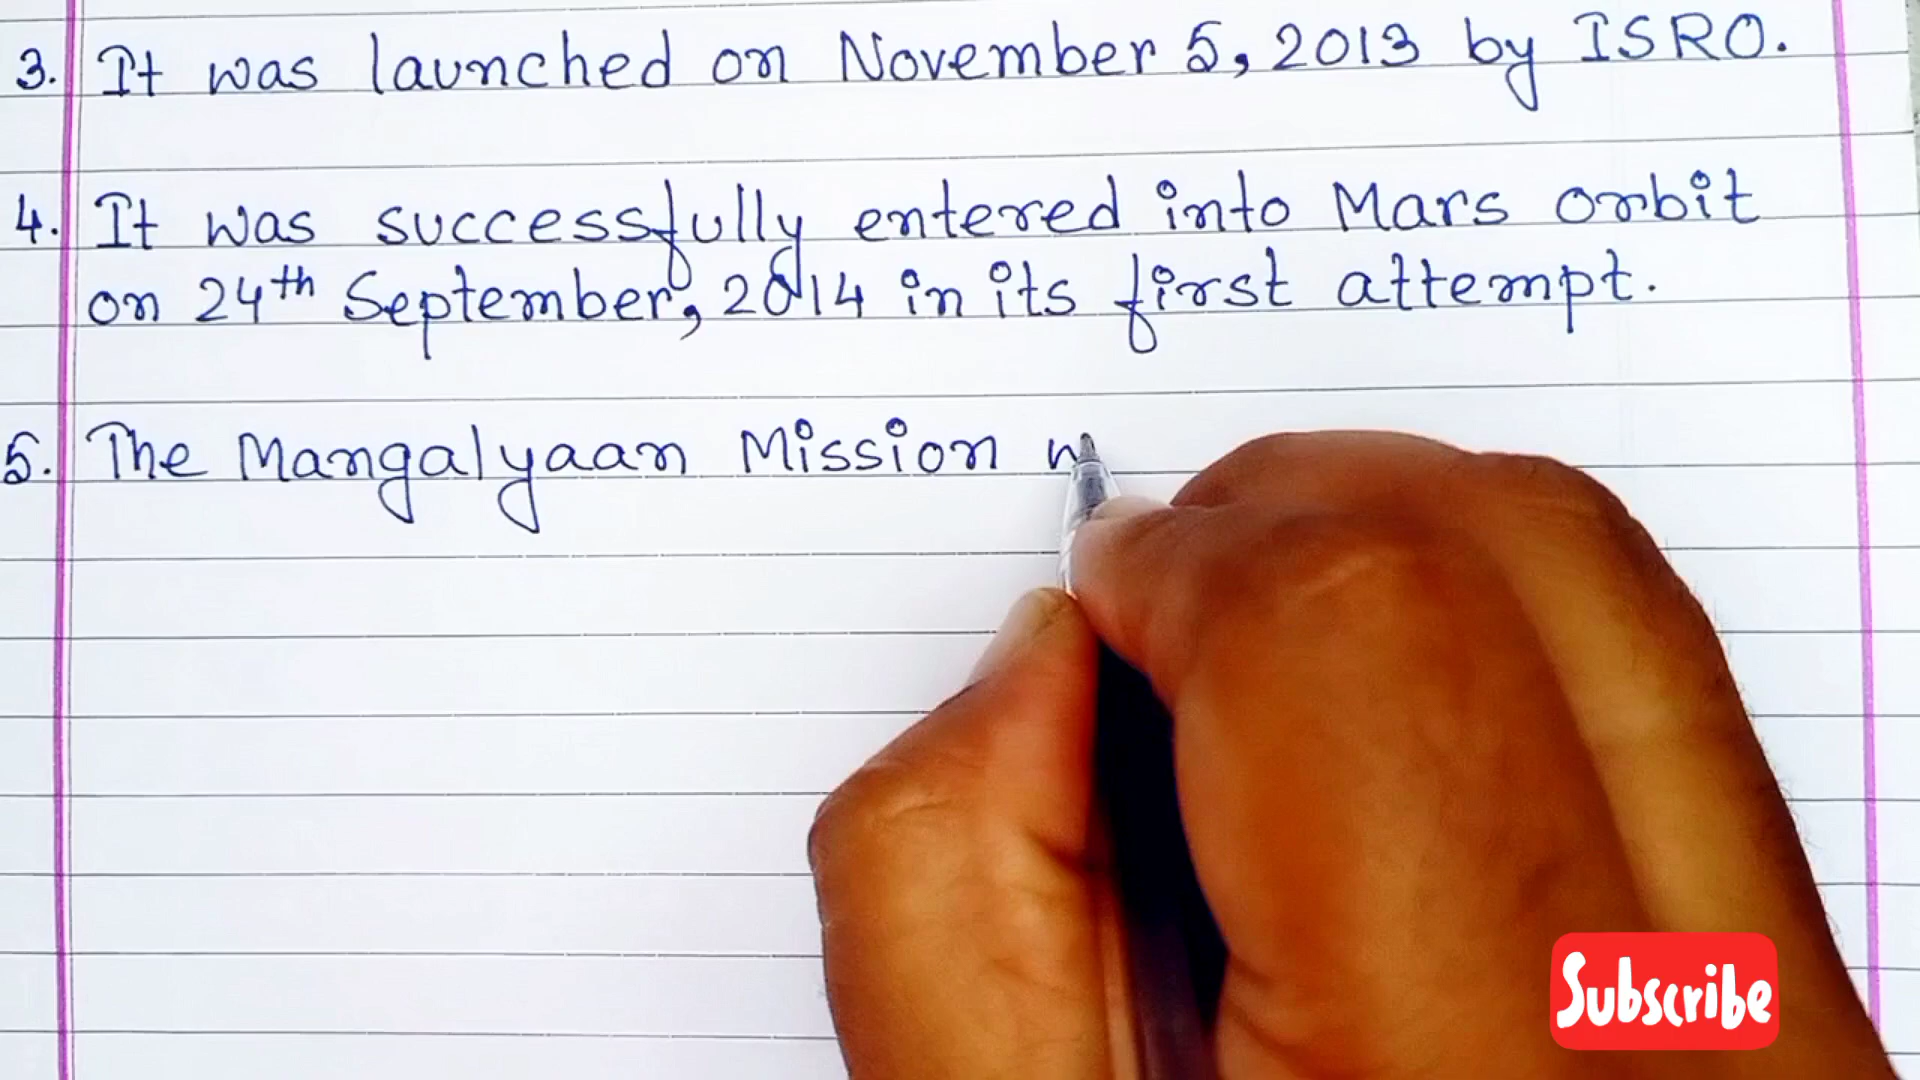 3. It was launched on November 5, 2013 by ISRO.
4. It was successfully entered into Mars orbit
on 24th September, 2014 in its first attempt.
5. The Mangalyaan Mission w
Subscribe